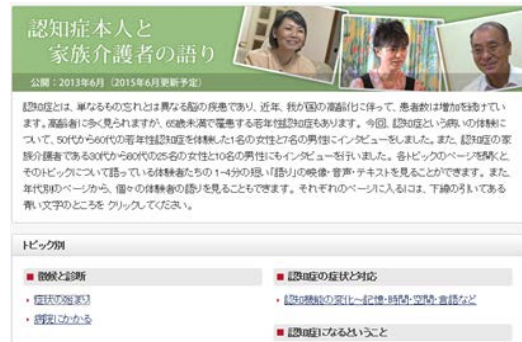 認知症本人と
家族介護者の語り
公開：2013年6月（2015年6月更新予定）
認知症とは、単なるもの忘れとは異なる脳の疾患であり、近年、我が国の高齢化に伴って、患者数は増加を続けてい
ます。高齢者に多く見られますが、65歳未満で罹患する若年性認知症もあります。今回、認知症という病いの体験に
ついて、50代から60代の若年性認知症を体験した1名の女性と7名の男性にインタビューをしました。また、認知症の家
族介護者である30代から80代の25名の女性と10名の男性にもインタビューを行いました。各トピックのページを開くと、
そのトピックについて語っている体験者たちの1-4分の短い「語り」の映像・音声・テキストを見ることができます。また、
年代別のページから、個々の体験者の語りを見ることもできます。それぞれのページに入るには、下線の引いてある
青い文字のところを クリックしてください。
トピック別
徴候と診断
症状の始まり
病院にかかる
認知症の症状と対応
認知機能の変化～記憶・時間・空間・言語など
認知症になるということ